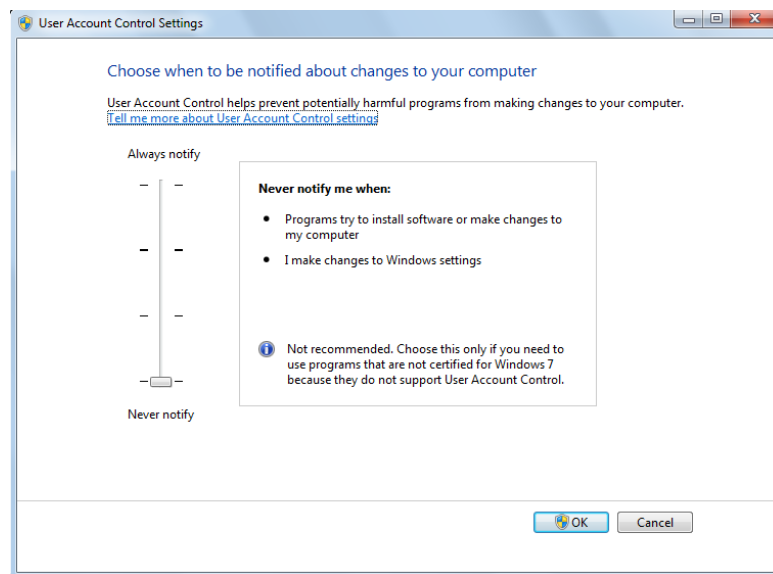 User Account Control Settings
Choose when to be notified about changes to your computer
User Account Control helps prevent potentially harmful programs from making changes to your computer.
Tell me more about User Account Control settings
Always notify
Never notify me when:
Programs try to install software or make changes to
my computer
I make changes to Windows settings
Not recommended. Choose this only if you need to
use programs that are not certified for Windows 7
because they do not support User Account Control.
Never notify
OK
Cancel